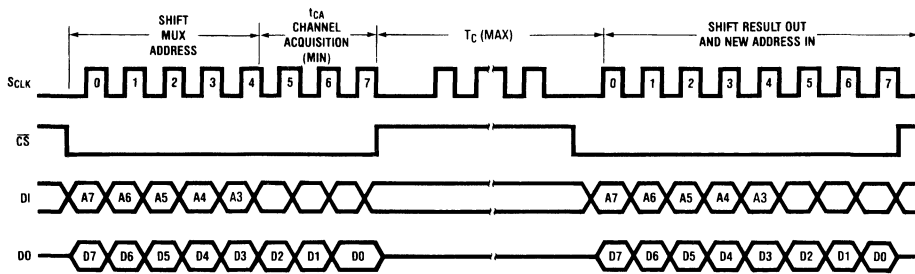 SHIFT
MUX
ADDRESS
tCA
CHANNEL
ACQUISITION
(MIN)
TC (MAX)
SHIFT RESULT OUT
AND NEW ADDRESS IN
SCLK 0 1 2 3 4 5 6 7 0 1 2 3 4 5 6 7
CS
DI A7 A6 A5 A4 A3 A7 A6 A5 A4 A3
DO D7 D6 D5 D4 D3 D2 D1 D0 D7 D6 D5 D4 D3 D2 D1 D0